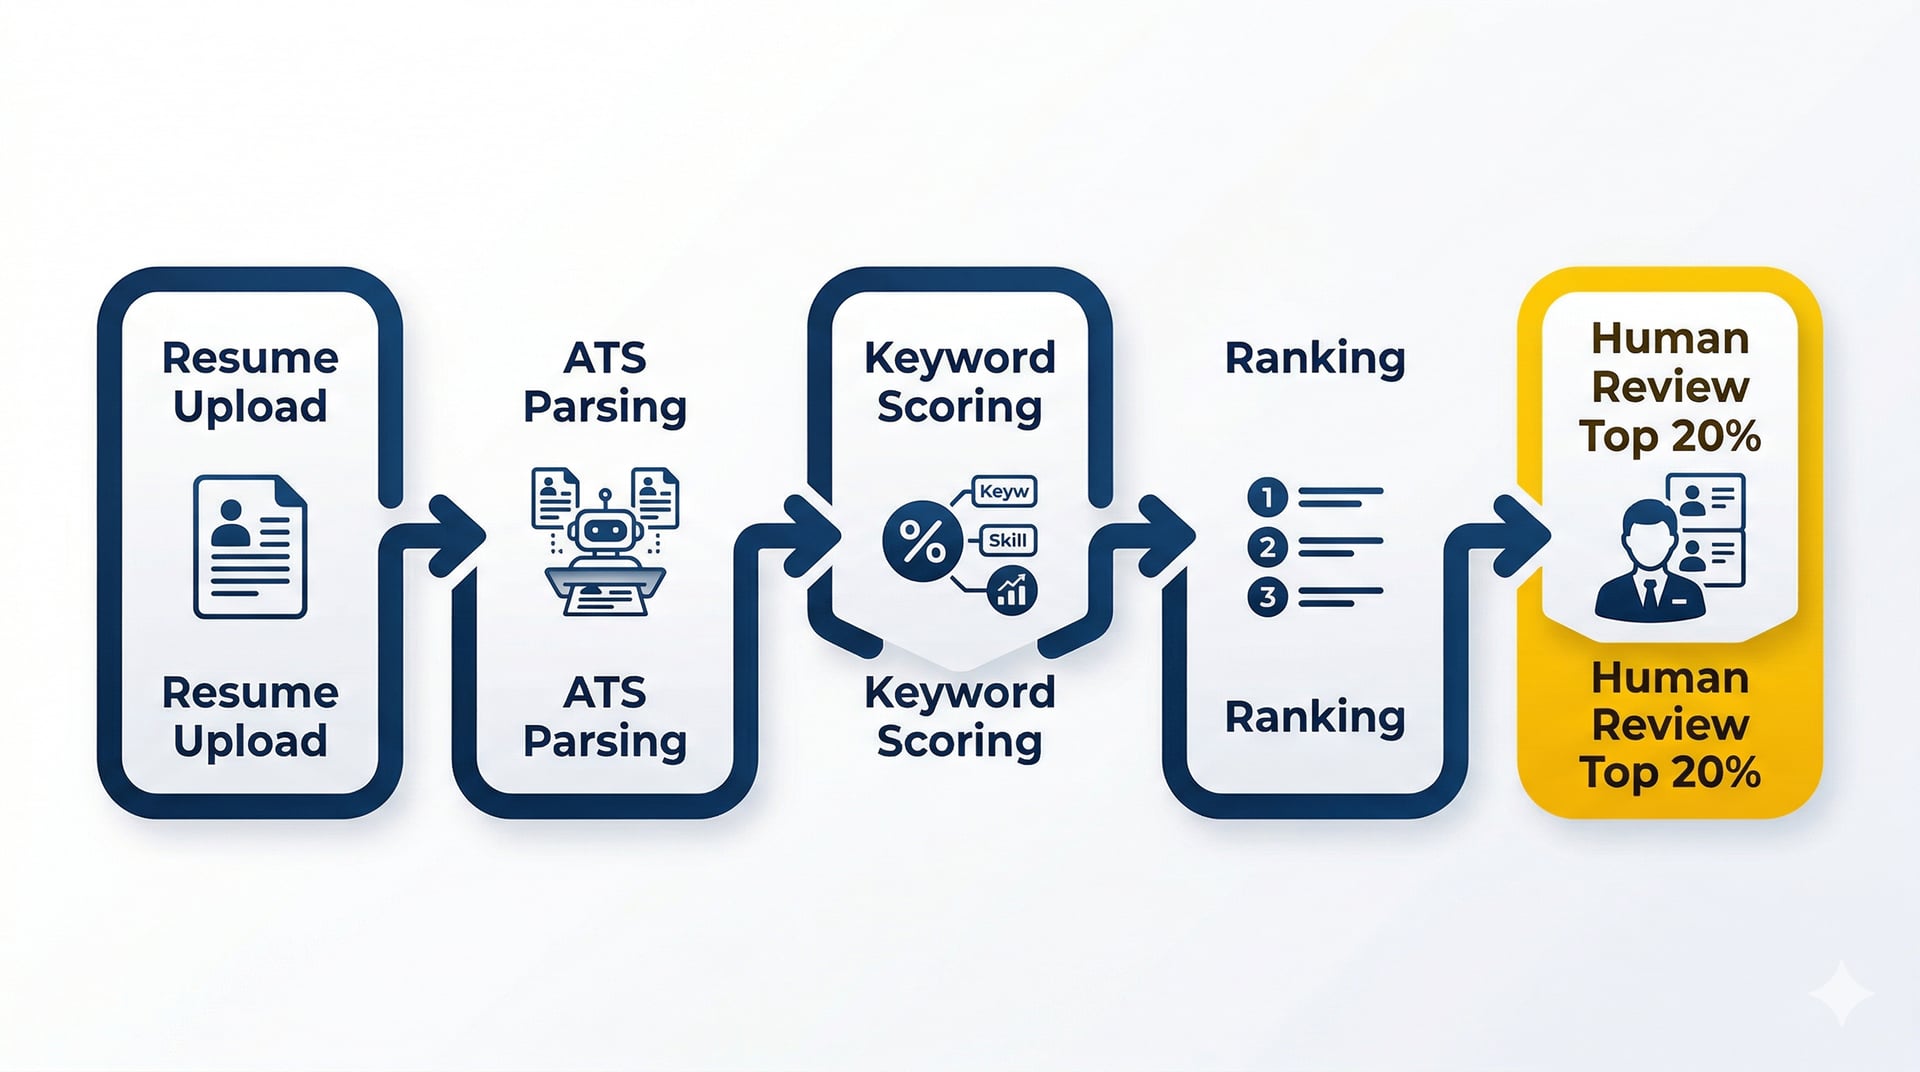 Resume
Upload
Resume
Upload
ATS
Parsing
ATS
Parsing
Keyword
Scoring
%
Keyw
Skill
Keyword
Scoring
Ranking
1
2
3
Ranking
Human
Review
Top 20%
Human
Review
Top 20%